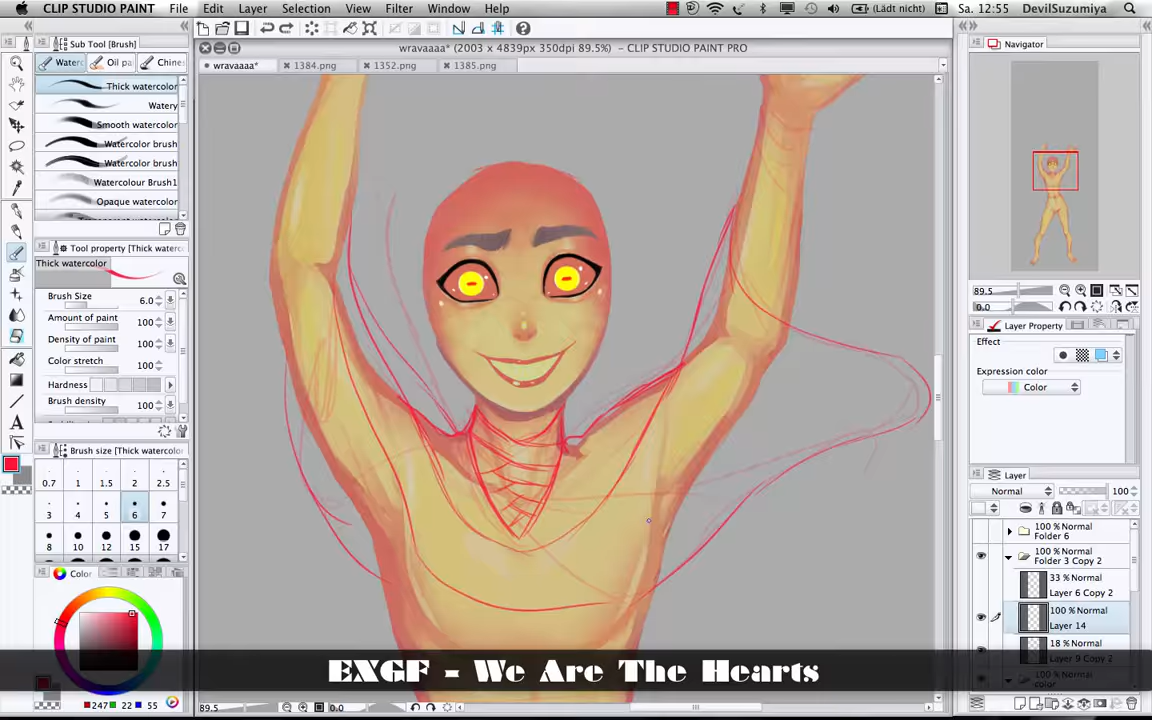 CLIP STUDIO PAINT File Edit Layer Selection View Filter Window Help
(Lädt nicht) Sa. 12:55 DevilSuzumiya
wravaaaa* (2003 x 4839px 350dpi 89.5%) - CLIP STUDIO PAINT PRO
wravaaaa* 1384.png 1352.png 1385.png
Sub Tool [Brush]
Waterc Oil pa Chines
Thick watercolor
Watery
Smooth watercolor
Watercolor brush
Watercolor brush
Watercolour Brush1
Opaque watercolor
Tool property [Thick waterc
Thick watercolor
Brush Size 6.0
Amount of paint 100
Density of paint 100
Color stretch 100
Hardness
Brush density 100
Brush size [Thick watercolor
0.7 1 1.5 2 2.5
3 4 5 6 7
8 10 12 15 17
Color
247 22 55
Navigator
89.5
0.0
Layer Property
Effect
Expression color
Color
Layer
Normal 100
100 % Normal
Folder 6
100 % Normal
Folder 3 Copy 2
33 % Normal
Layer 6 Copy 2
100 % Normal
Layer 14
18 % Normal
Layer 9 Copy 2
100 % Normal
color
EXGF - We Are The Hearts
89.5 0.0